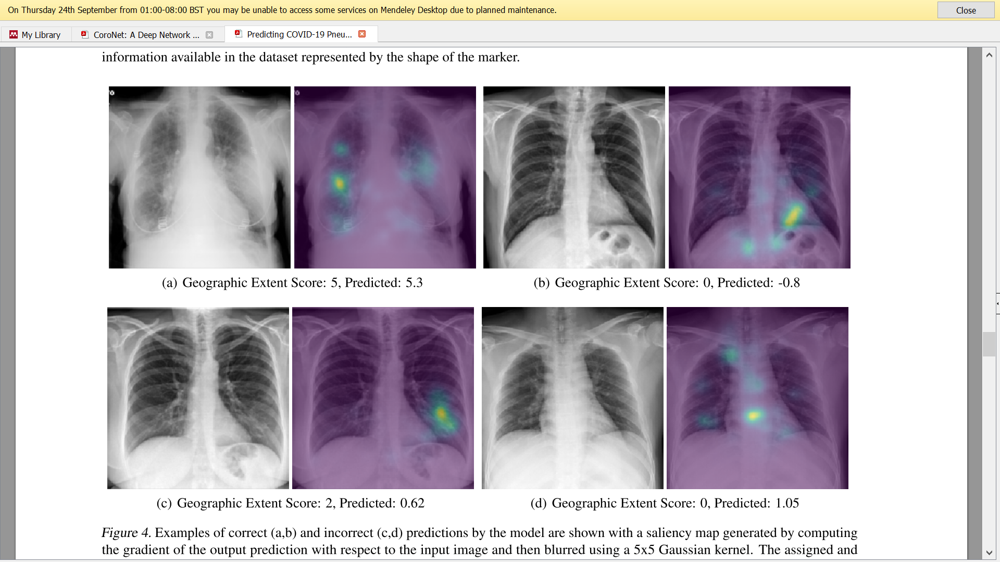 On Thursday 24th September from 01:00-08:00 BST you may be unable to access some services on Mendeley Desktop due to planned maintenance.
Close
My Library
CoroNet: A Deep Network ...
Predicting COVID-19 Pneu...
information available in the dataset represented by the shape of the marker.
(a) Geographic Extent Score: 5, Predicted: 5.3
(b) Geographic Extent Score: 0, Predicted: -0.8
(c) Geographic Extent Score: 2, Predicted: 0.62
(d) Geographic Extent Score: 0, Predicted: 1.05
Figure 4. Examples of correct (a,b) and incorrect (c,d) predictions by the model are shown with a saliency map generated by computing
the gradient of the output prediction with respect to the input image and then blurred using a 5x5 Gaussian kernel. The assigned and